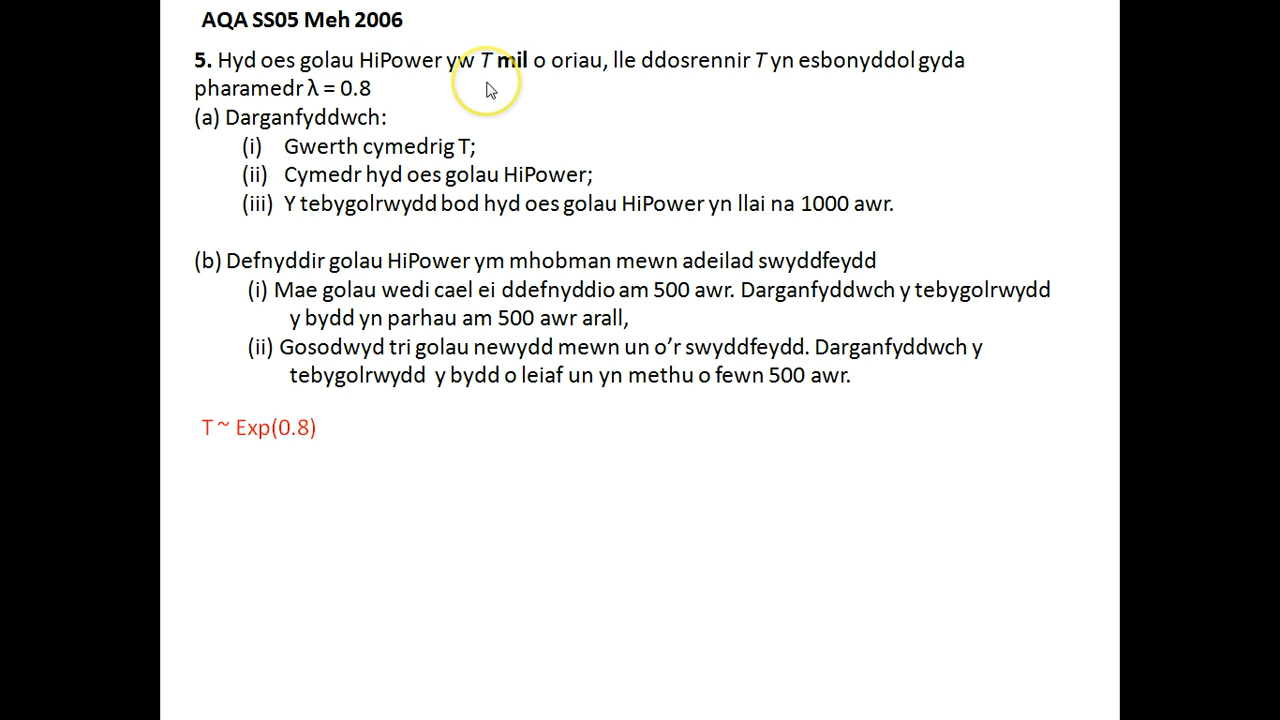 AQA SS05 Meh 2006
5. Hyd oes golau HiPower yw T mil o oriau, lle ddosrennir T yn esbonyddol gyda
pharamedr λ = 0.8
(a) Darganfyddwch:
(i) Gwerth cymedrig T;
(ii) Cymedr hyd oes golau HiPower;
(iii) Y tebygolrwydd bod hyd oes golau HiPower yn llai na 1000 awr.
(b) Defnyddir golau HiPower ym mhobman mewn adeilad swyddfeydd
(i) Mae golau wedi cael ei ddefnyddio am 500 awr. Darganfyddwch y tebygolrwydd
y bydd yn parhau am 500 awr arall,
(ii) Gosodwyd tri golau newydd mewn un o’r swyddfeydd. Darganfyddwch y
tebygolrwydd y bydd o leiaf un yn methu o fewn 500 awr.
T ~ Exp(0.8)